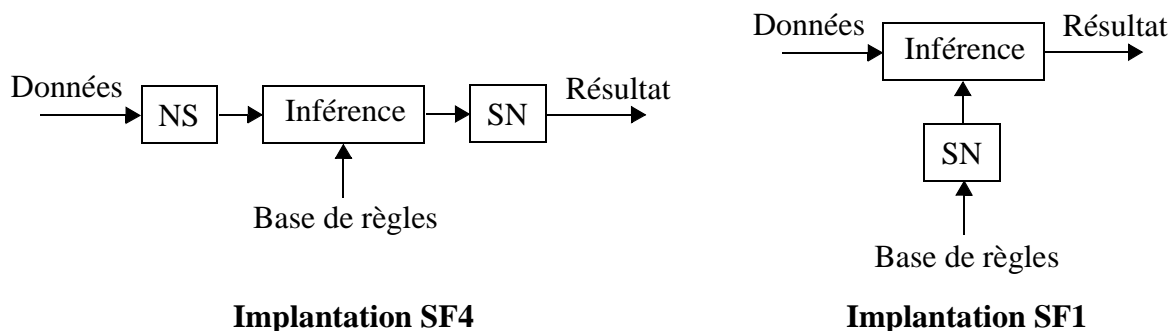 Données
NS
Inférence
SN
Résultat
Base de règles
Implantation SF4
Données
Inférence
Résultat
SN
Base de règles
Implantation SF1